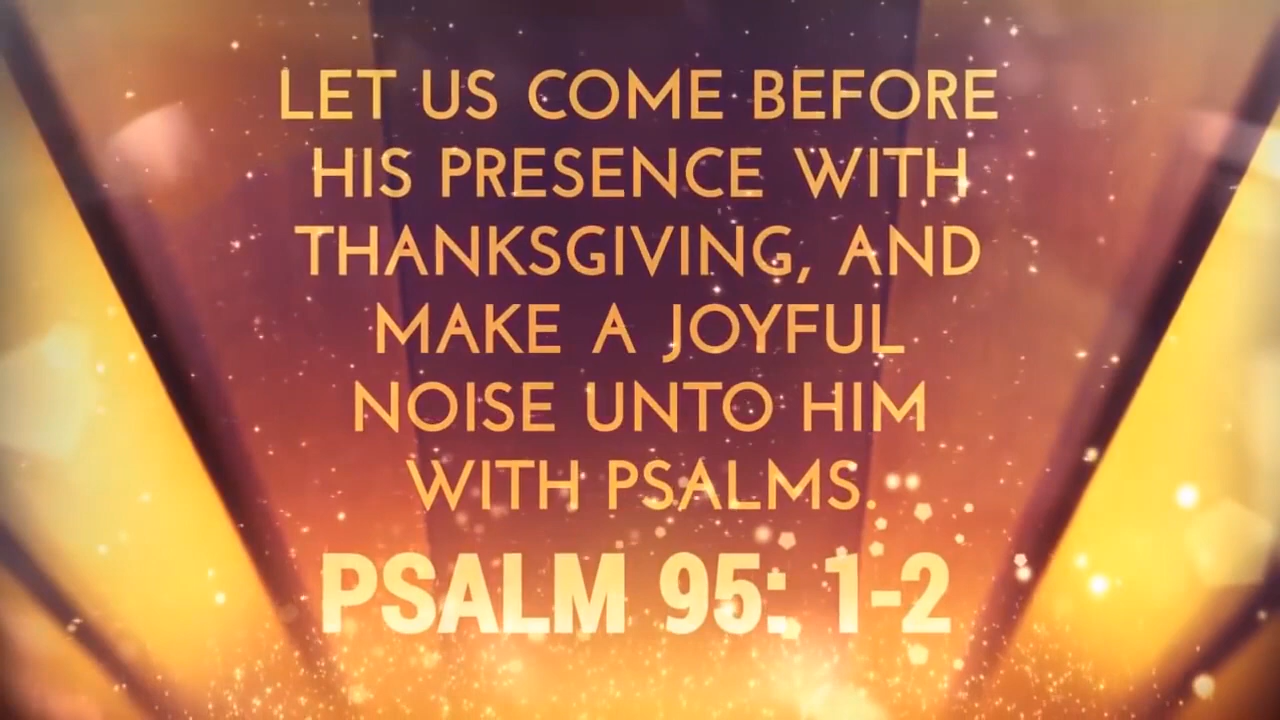 LET US COME BEFORE
HIS PRESENCE WITH
THANKSGIVING, AND
MAKE A JOYFUL
NOISE UNTO HIM
WITH PSALMS.
PSALM 95: 1-2